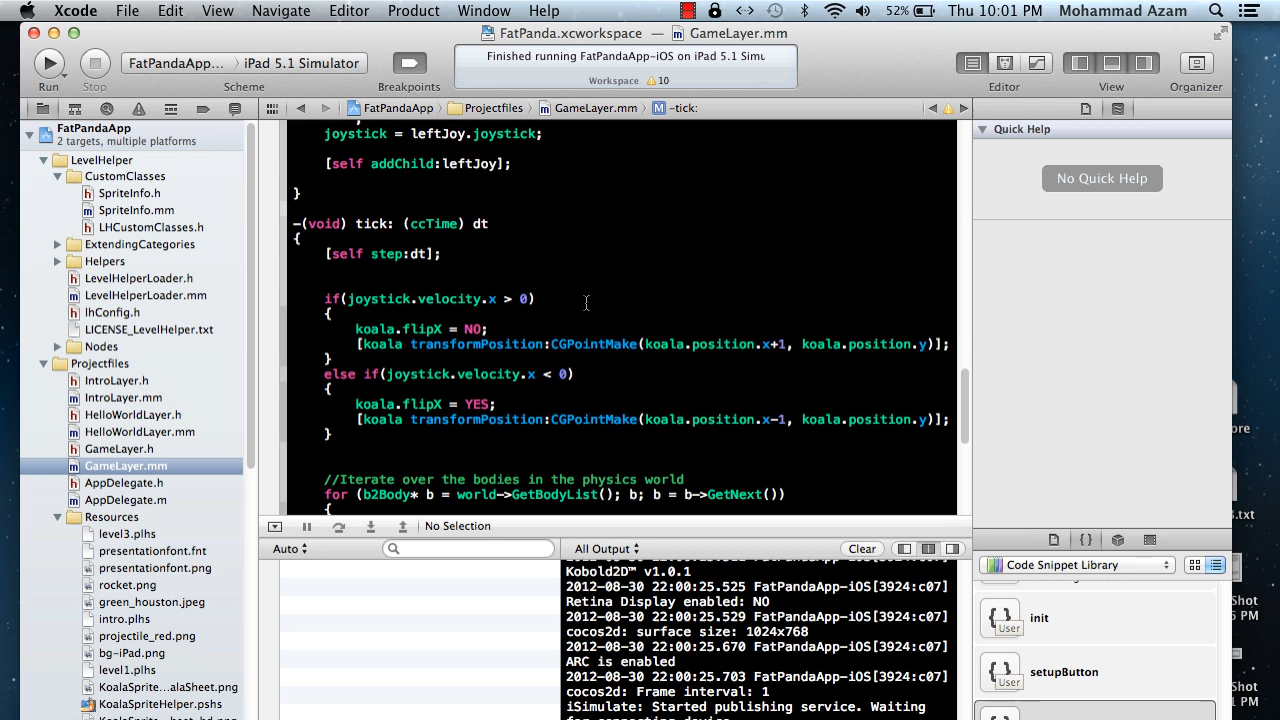 Xcode File Edit View Navigate Editor Product Window Help 52% Thu 10:01 PM Mohammad Azam
FatPanda.xcworkspace — GameLayer.mm
FatPandaApp... iPad 5.1 Simulator
Finished running FatPandaApp-iOS on iPad 5.1 Simu
Workspace 10
Run Stop Scheme Breakpoints Editor View Organizer
FatPandaApp Projectfiles GameLayer.mm -tick:
FatPandaApp
2 targets, multiple platforms
LevelHelper
CustomClasses
SpriteInfo.h
SpriteInfo.mm
LHCustomClasses.h
ExtendingCategories
Helpers
LevelHelperLoader.h
LevelHelperLoader.mm
lhConfig.h
LICENSE_LevelHelper.txt
Nodes
Projectfiles
IntroLayer.h
IntroLayer.mm
HelloWorldLayer.h
HelloWorldLayer.mm
GameLayer.h
GameLayer.mm
AppDelegate.h
AppDelegate.m
Resources
level3.plhs
presentationfont.fnt
presentationfont.png
rocket.png
green_houston.jpeg
intro.plhs
projectile_red.png
bg-iPad.png
level1.plhs
KoalaSprite...alaSheet.png
KoalaSpriteHelper.pshs
joystick = leftJoy.joystick;
[self addChild:leftJoy];
}
-(void) tick: (ccTime) dt
{
[self step:dt];
if(joystick.velocity.x > 0)
{
koala.flipX = NO;
[koala transformPosition:CGPointMake(koala.position.x+1, koala.position.y)];
}
else if(joystick.velocity.x < 0)
{
koala.flipX = YES;
[koala transformPosition:CGPointMake(koala.position.x-1, koala.position.y)];
}
//Iterate over the bodies in the physics world
for (b2Body* b = world->GetBodyList(); b; b = b->GetNext())
{
No Selection
Auto
All Output Clear
Kobold2D™ v1.0.1
2012-08-30 22:00:25.525 FatPandaApp-iOS[3924:c07]
Retina Display enabled: NO
2012-08-30 22:00:25.529 FatPandaApp-iOS[3924:c07]
cocos2d: surface size: 1024x768
2012-08-30 22:00:25.670 FatPandaApp-iOS[3924:c07]
ARC is enabled
2012-08-30 22:00:25.703 FatPandaApp-iOS[3924:c07]
cocos2d: Frame interval: 1
iSimulate: Started publishing service. Waiting
Quick Help
No Quick Help
Code Snippet Library
{ } User init
{ } User setupButton
ore
.txt
Shot
6 PM
Shot
1 PM